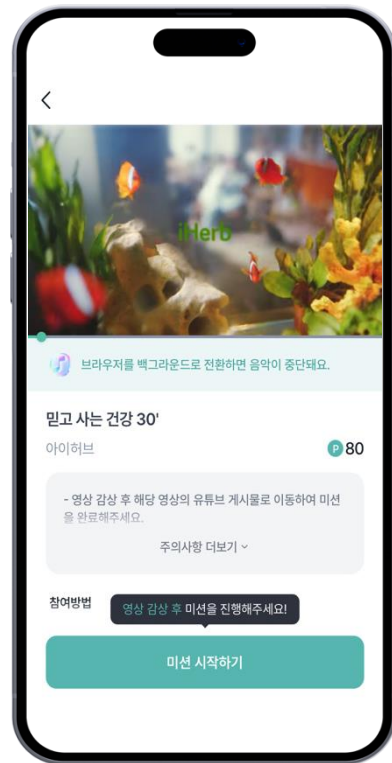 iHerb
브라우저를 백그라운드로 전환하면 음악이 중단돼요.
믿고 사는 건강 30'
아이허브
P 80
- 영상 감상 후 해당 영상의 유튜브 게시물로 이동하여 미션
을 완료해주세요.
주의사항 더보기
참여방법
영상 감상 후 미션을 진행해주세요!
미션 시작하기